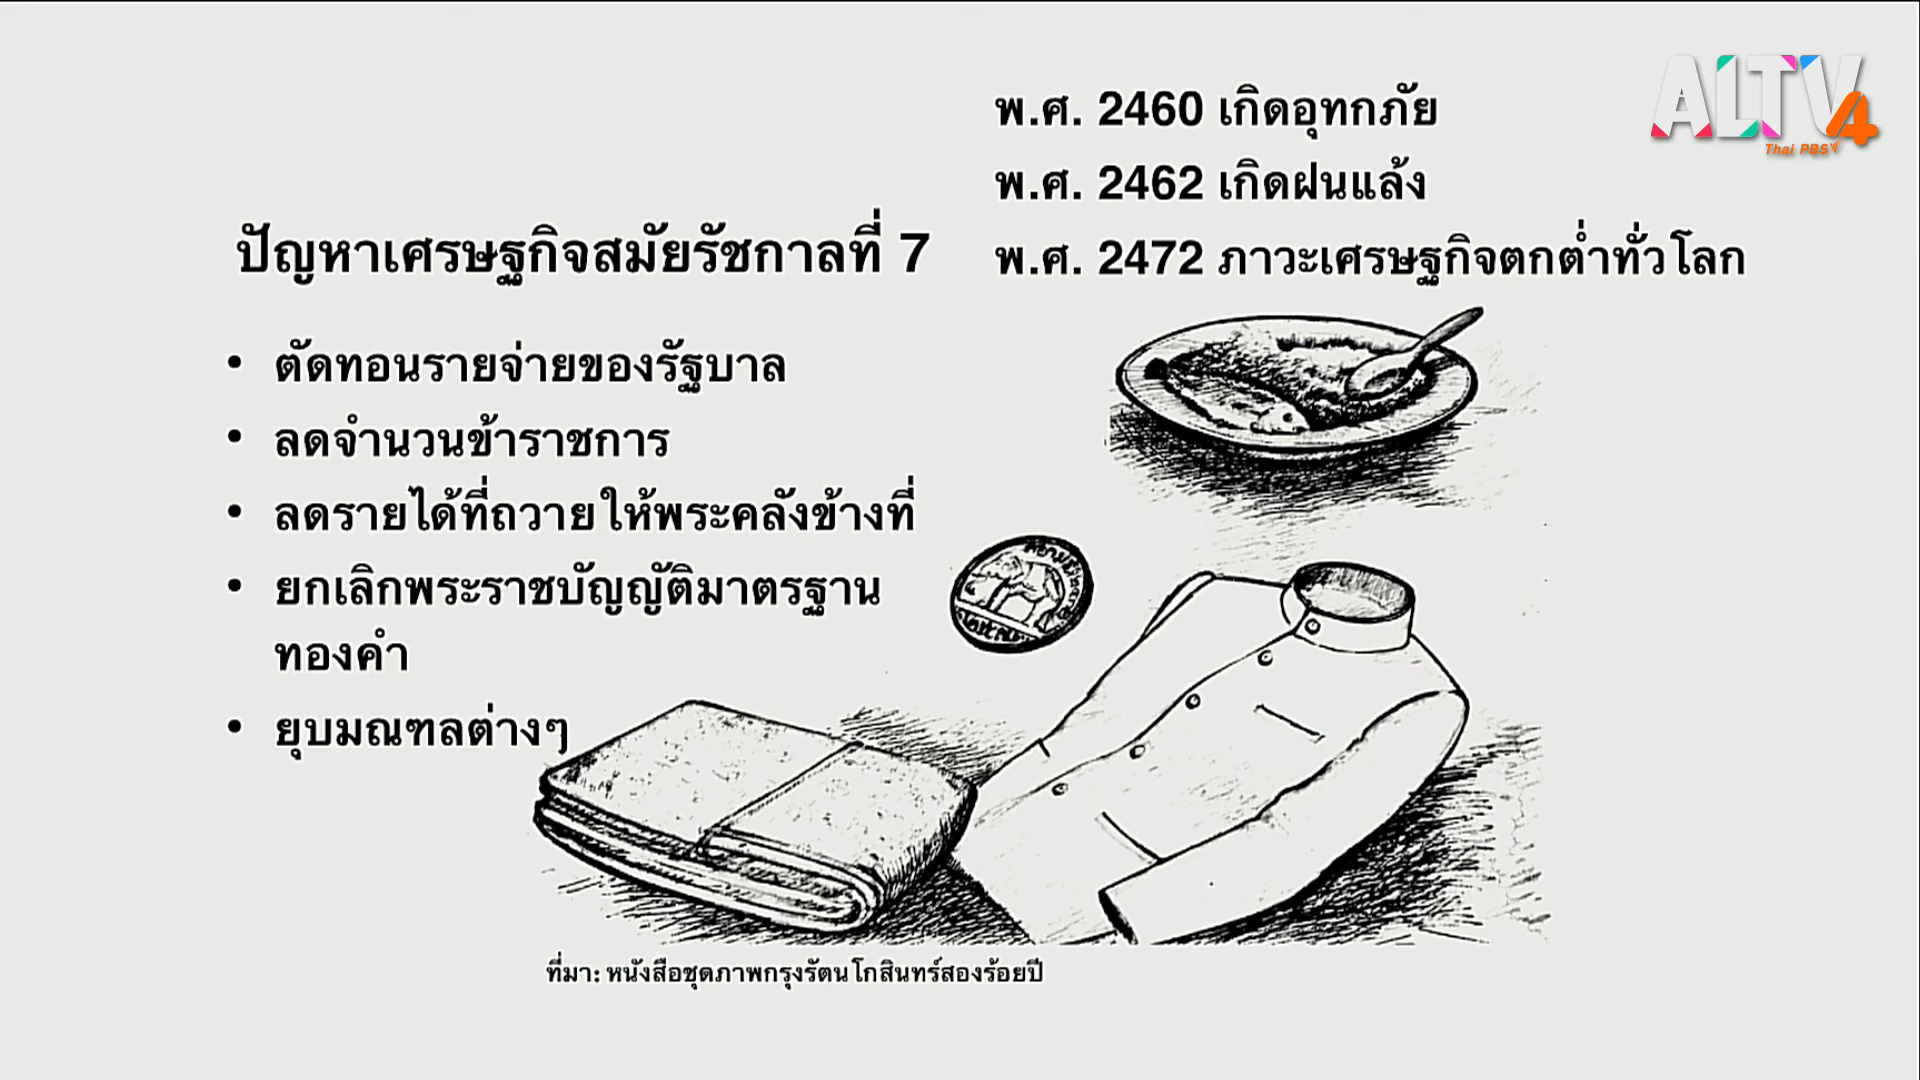 พ.ศ. 2460 เกิดอุทกภัย
พ.ศ. 2462 เกิดฝนแล้ง
พ.ศ. 2472 ภาวะเศรษฐกิจตกต่ำทั่วโลก
ALTV4
Thai PBS
ปัญหาเศรษฐกิจสมัยรัชกาลที่ 7
• ตัดทอนรายจ่ายของรัฐบาล
• ลดจำนวนข้าราชการ
• ลดรายได้ที่ถวายให้พระคลังข้างที่
• ยกเลิกพระราชบัญญัติมาตรฐาน
ทองคำ
• ยุบมณฑลต่างๆ
ที่มา: หนังสือชุดภาพกรุงรัตนโกสินทร์สองร้อยปี